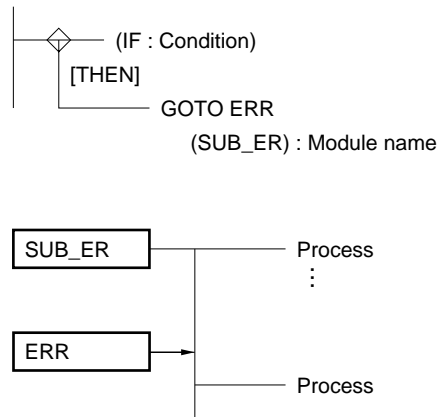 (IF : Condition)
[THEN]
GOTO ERR
(SUB_ER) : Module name
SUB_ER
Process
⋮
ERR
Process